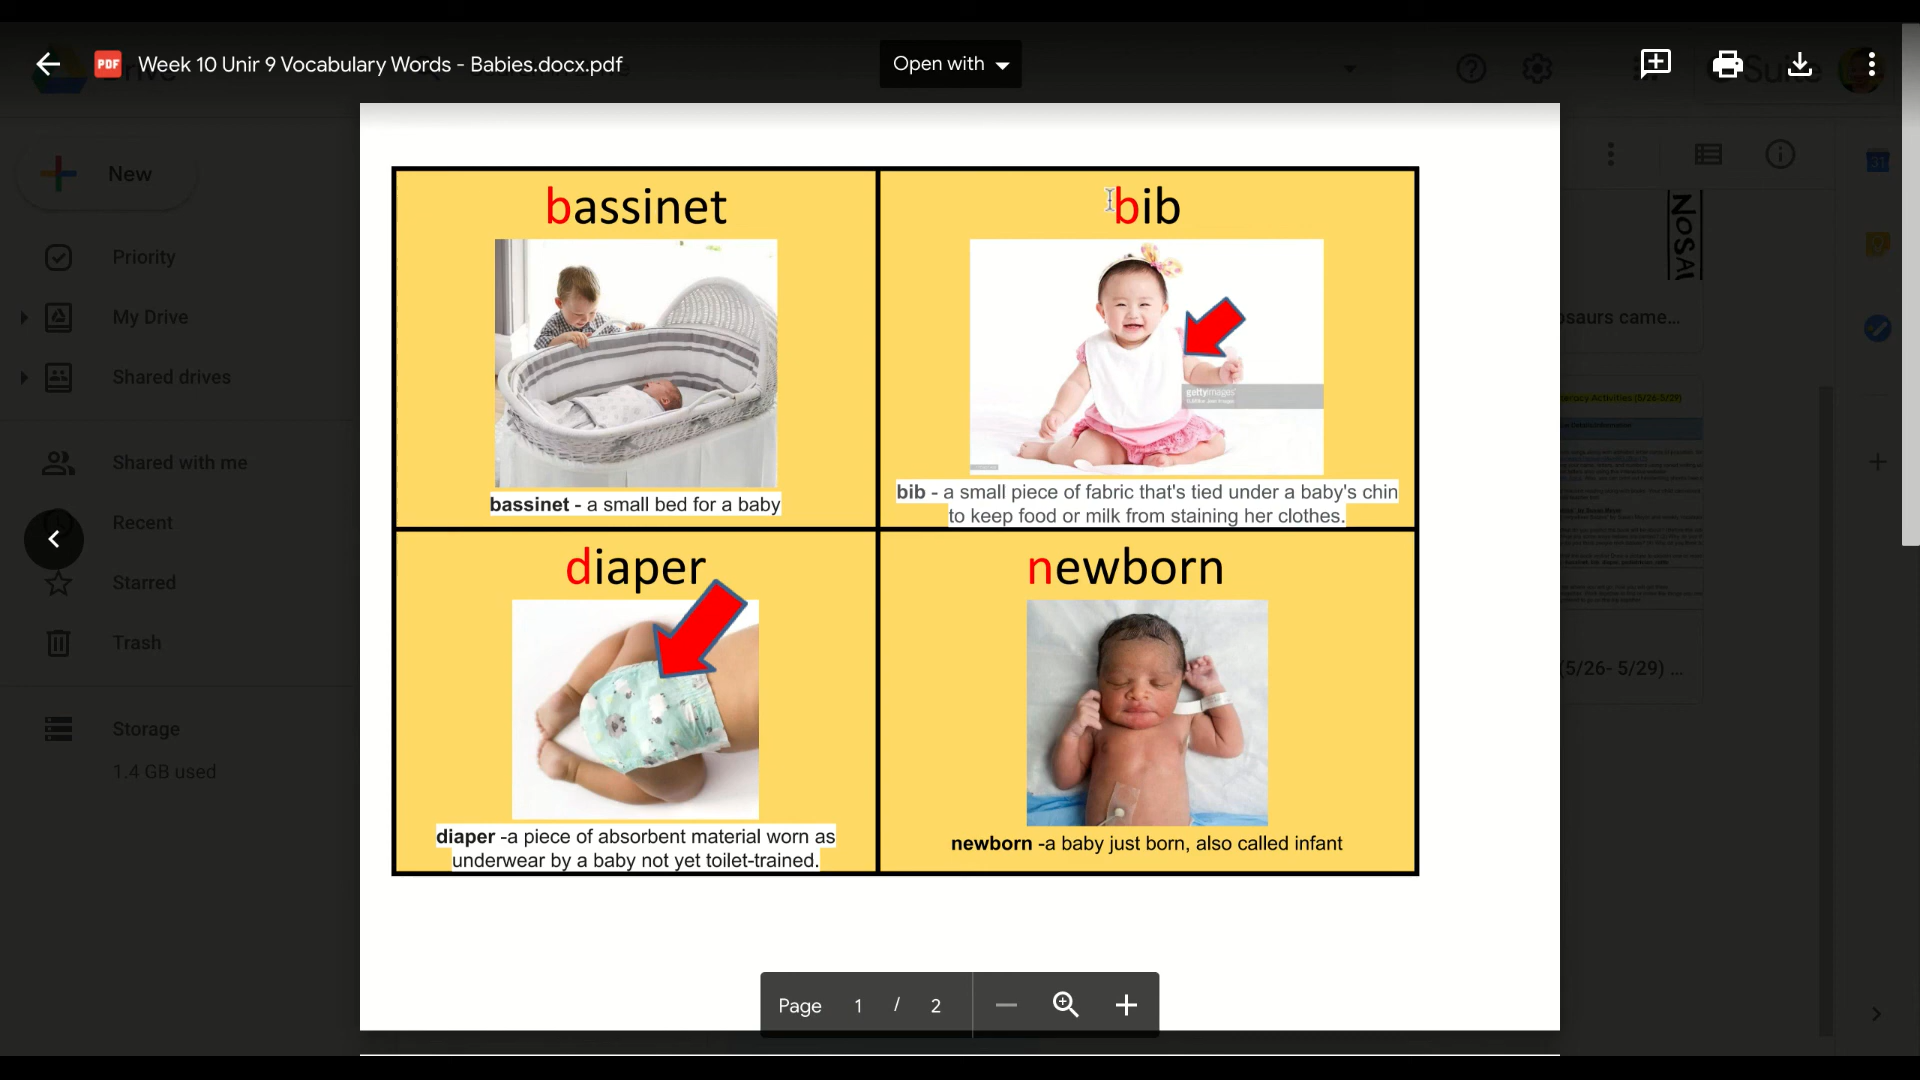 Week 10 Unir 9 Vocabulary Words - Babies.docx.pdf
Open with
New
Priority
My Drive
Shared drives
Shared with me
Recent
Starred
Trash
Storage
1.4 GB used
bassinet
bassinet - a small bed for a baby
bib
gettyimages
bib - a small piece of fabric that's tied under a baby's chin
to keep food or milk from staining her clothes.
diaper
diaper -a piece of absorbent material worn as
underwear by a baby not yet toilet-trained.
newborn
newborn -a baby just born, also called infant
osaurs came...
(5/26- 5/29) ...
Page 1 / 2